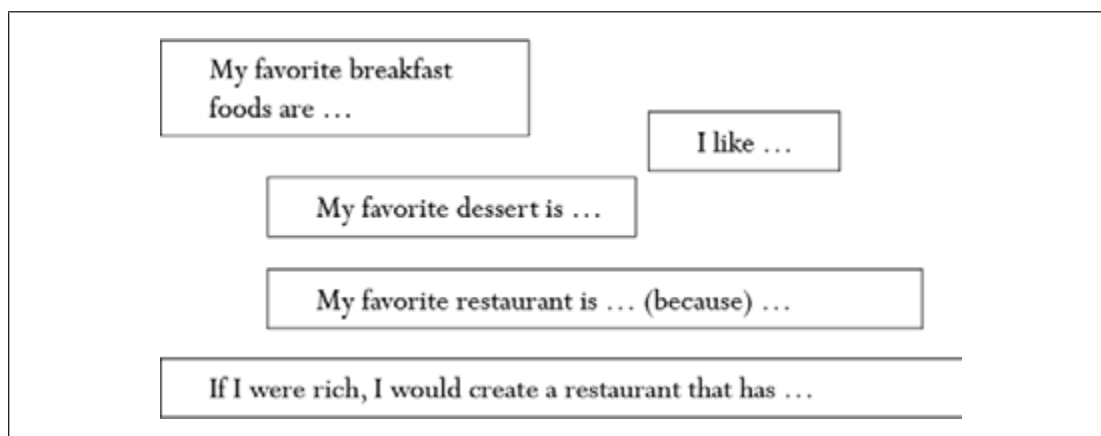 My favorite breakfast
foods are …
I like …
My favorite dessert is …
My favorite restaurant is … (because) …
If I were rich, I would create a restaurant that has …